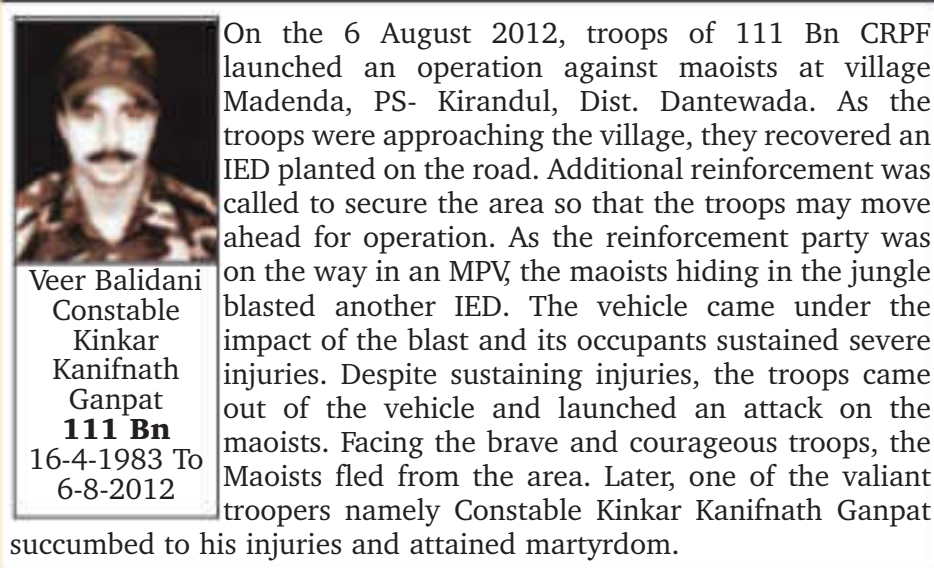 On the 6 August 2012, troops of 111 Bn CRPF
launched an operation against maoists at village
Madenda, PS- Kirandul, Dist. Dantewada. As the
troops were approaching the village, they recovered an
IED planted on the road. Additional reinforcement was
called to secure the area so that the troops may move
ahead for operation. As the reinforcement party was
on the way in an MPV, the maoists hiding in the jungle
blasted another IED. The vehicle came under the
impact of the blast and its occupants sustained severe
injuries. Despite sustaining injuries, the troops came
out of the vehicle and launched an attack on the
maoists. Facing the brave and courageous troops, the
Maoists fled from the area. Later, one of the valiant
troopers namely Constable Kinkar Kanifnath Ganpat
succumbed to his injuries and attained martyrdom.
Veer Balidani
Constable
Kinkar
Kanifnath
Ganpat
111 Bn
16-4-1983 To
6-8-2012